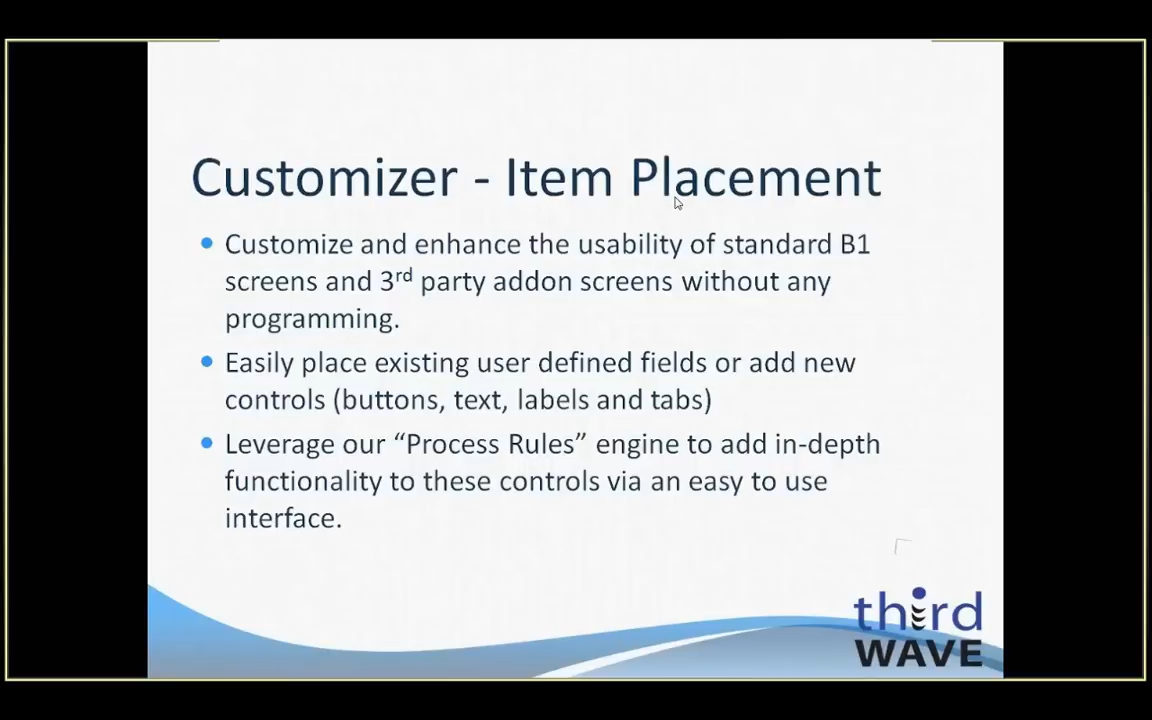 Customizer - Item Placement
• Customize and enhance the usability of standard B1
screens and 3rd party addon screens without any
programming.
• Easily place existing user defined fields or add new
controls (buttons, text, labels and tabs)
• Leverage our “Process Rules” engine to add in-depth
functionality to these controls via an easy to use
interface.
third
WAVE